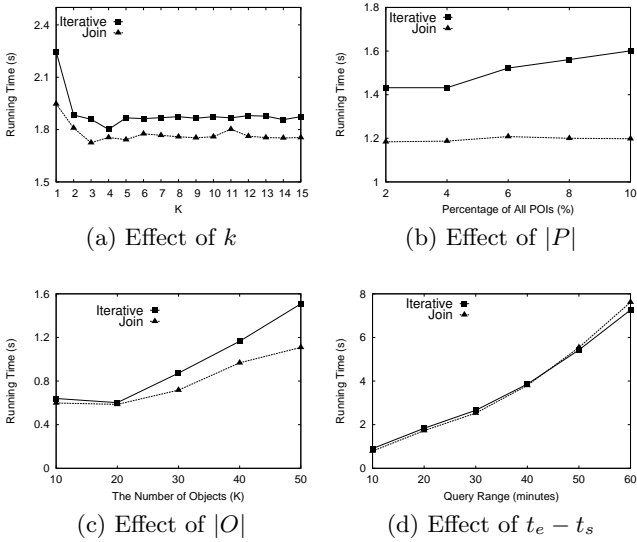 2.4
2.1
1.8
1.5
Running Time (s)
Iterative
Join
1 2 3 4 5 6 7 8 9 10 11 12 13 14 15
K
(a) Effect of k
1.8
1.6
1.4
1.2
1
Running Time (s)
Iterative
Join
2 4 6 8 10
Percentage of All POIs (%)
(b) Effect of |P|
1.6
1.2
0.8
0.4
0
Running Time (s)
Iterative
Join
10 20 30 40 50
The Number of Objects (K)
(c) Effect of |O|
8
6
4
2
0
Running Time (s)
Iterative
Join
10 20 30 40 50 60
Query Range (minutes)
(d) Effect of tₑ − tₛ